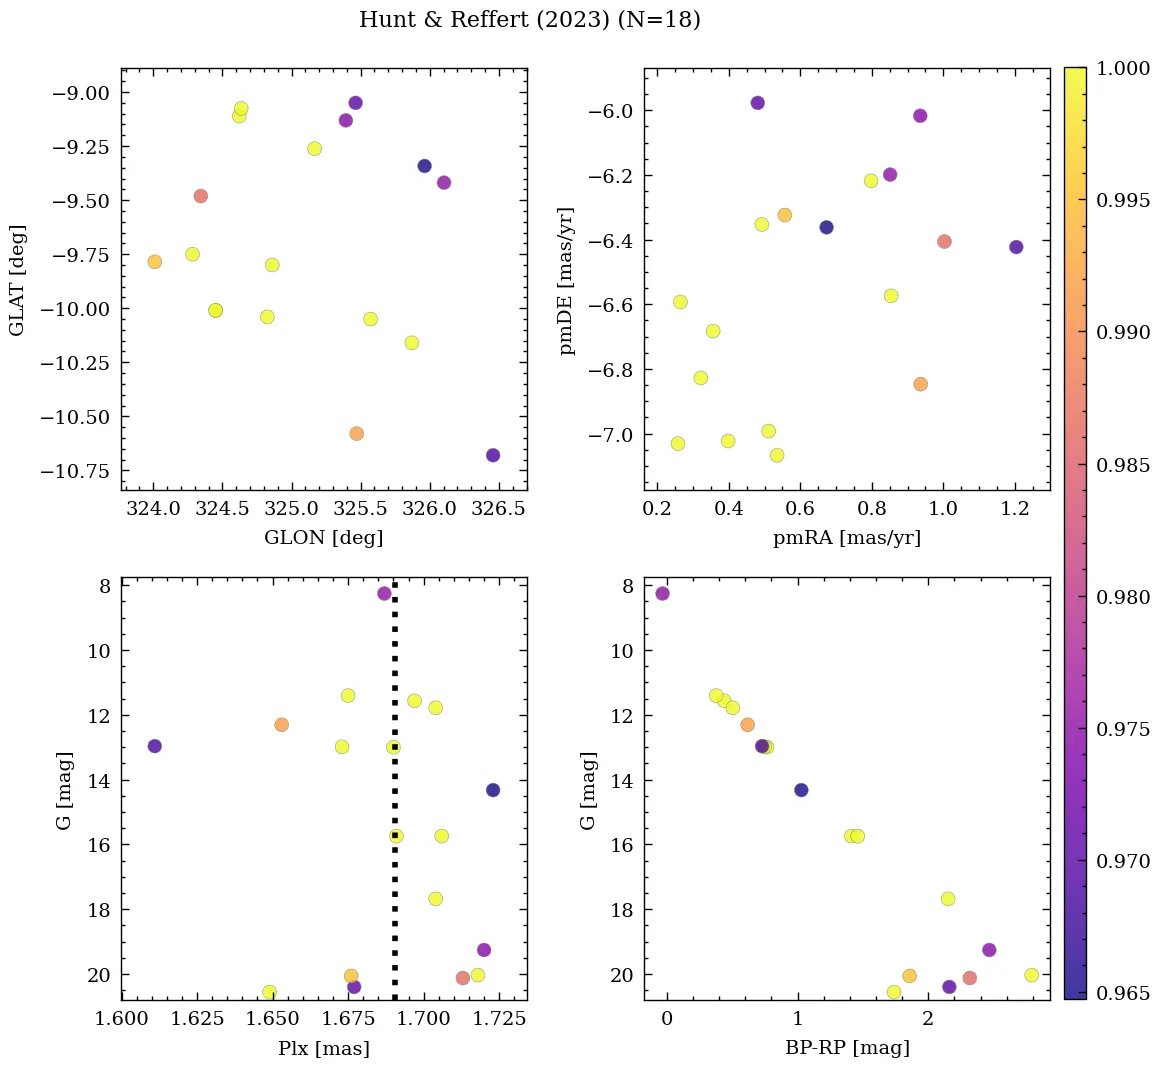 Hunt & Reffert (2023) (N=18)
−9.00
−9.25
−9.50
−9.75
−10.00
−10.25
−10.50
−10.75
GLAT [deg]
324.0 324.5 325.0 325.5 326.0 326.5
GLON [deg]
−6.0
−6.2
−6.4
−6.6
−6.8
−7.0
pmDE [mas/yr]
0.2 0.4 0.6 0.8 1.0 1.2
pmRA [mas/yr]
8
10
12
14
16
18
20
G [mag]
1.600 1.625 1.650 1.675 1.700 1.725
Plx [mas]
8
10
12
14
16
18
20
G [mag]
0 1 2
BP-RP [mag]
1.000
0.995
0.990
0.985
0.980
0.975
0.970
0.965